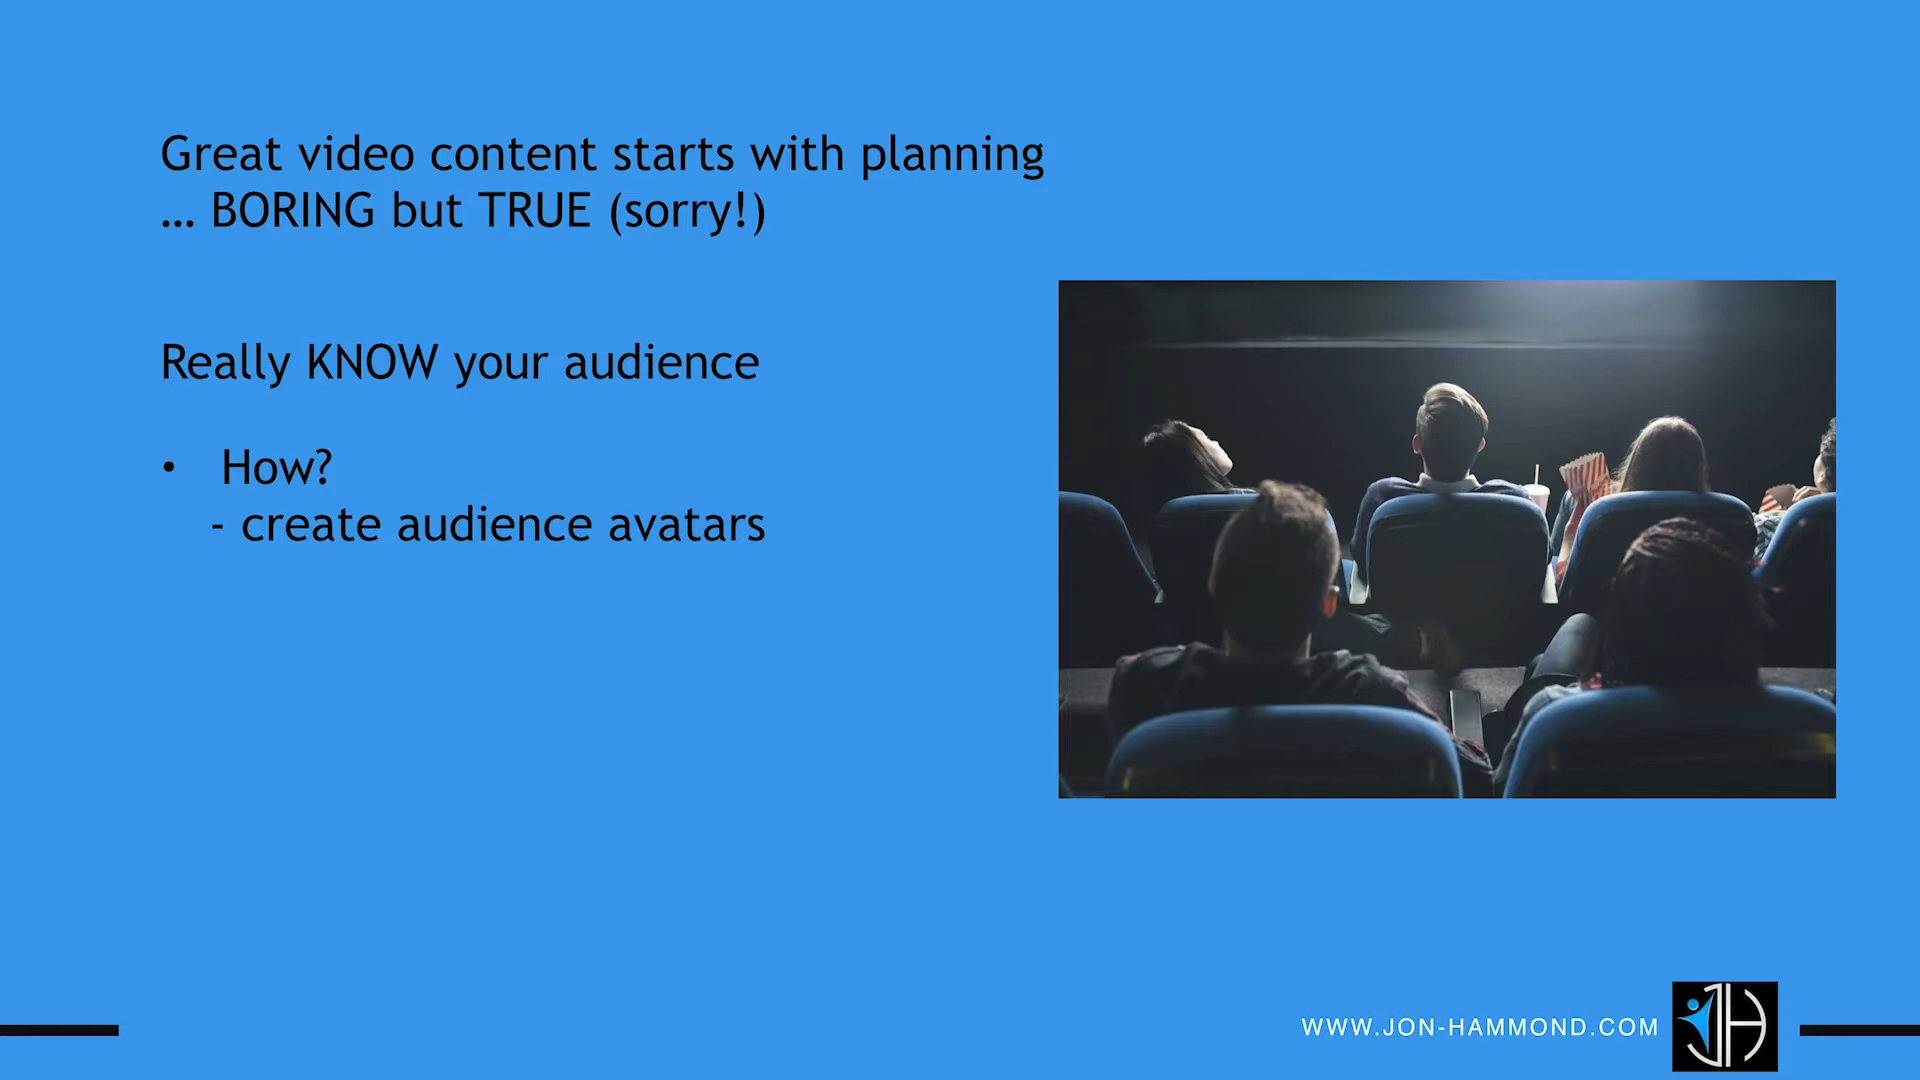 Great video content starts with planning
... BORING but TRUE (sorry!)
Really KNOW your audience
• How?
- create audience avatars
WWW.JON-HAMMOND.COM
JH